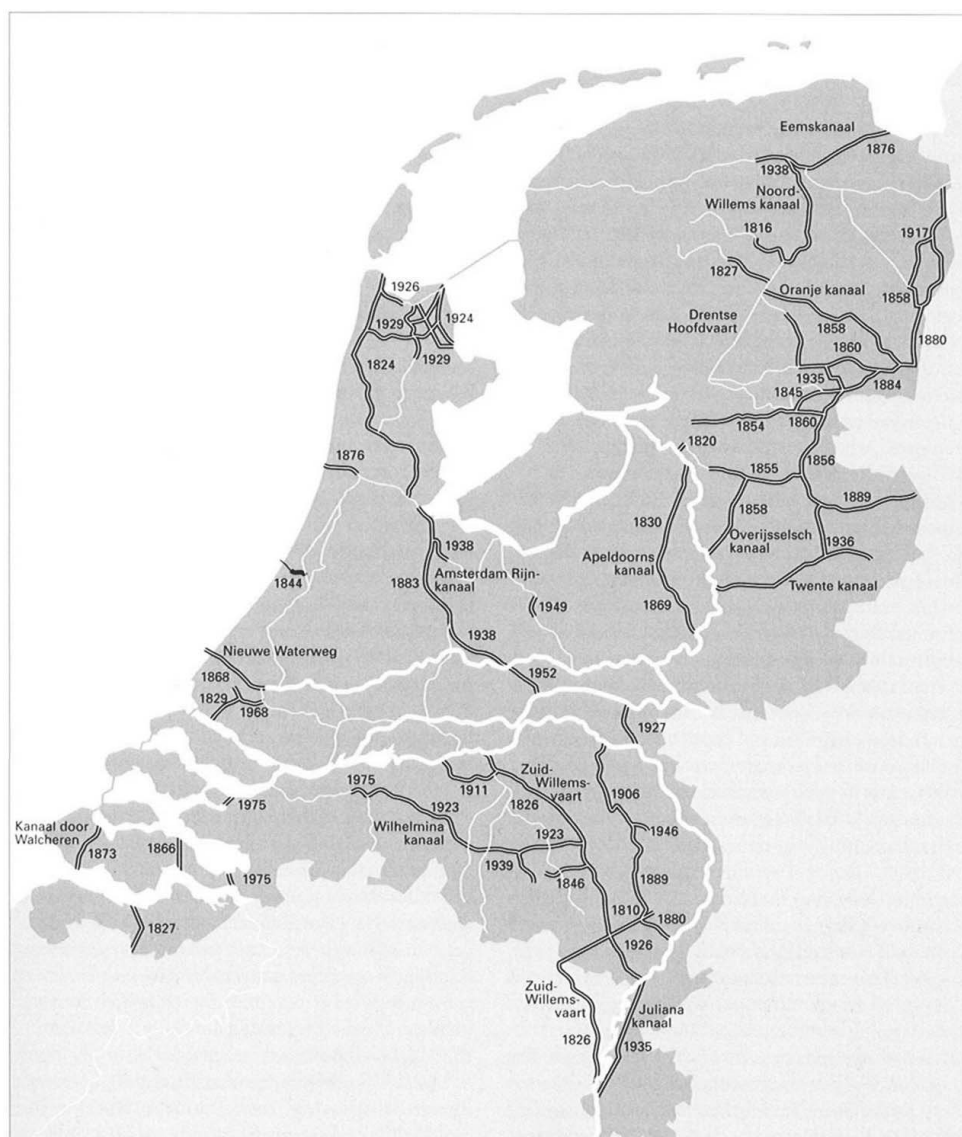 Eemskanaal
1876
1938
Noord-
Willems kanaal
1816
1917
1827
1926
Oranje kanaal
1858
1924
1929
Drentse
Hoofdvaart
1858
1880
1860
1929
1824
1935
1884
1845
1854
1860
1820
1876
1856
1855
1889
1830
1858
Overijsselsch
kanaal
1936
1938
Apeldoorns
kanaal
Amsterdam Rijn-
kanaal
1844
1883
Twente kanaal
1949
1869
1938
Nieuwe Waterweg
1868
1952
1829
1968
1927
Zuid-
Willems-
vaart
1975
1911
1906
1975
1826
1923
Kanaal door
Walcheren
Wilhelmina
kanaal
1923
1946
1873
1866
1939
1975
1846
1889
1810
1880
1827
1926
Zuid-
Willems-
vaart
Juliana
kanaal
1826
1935